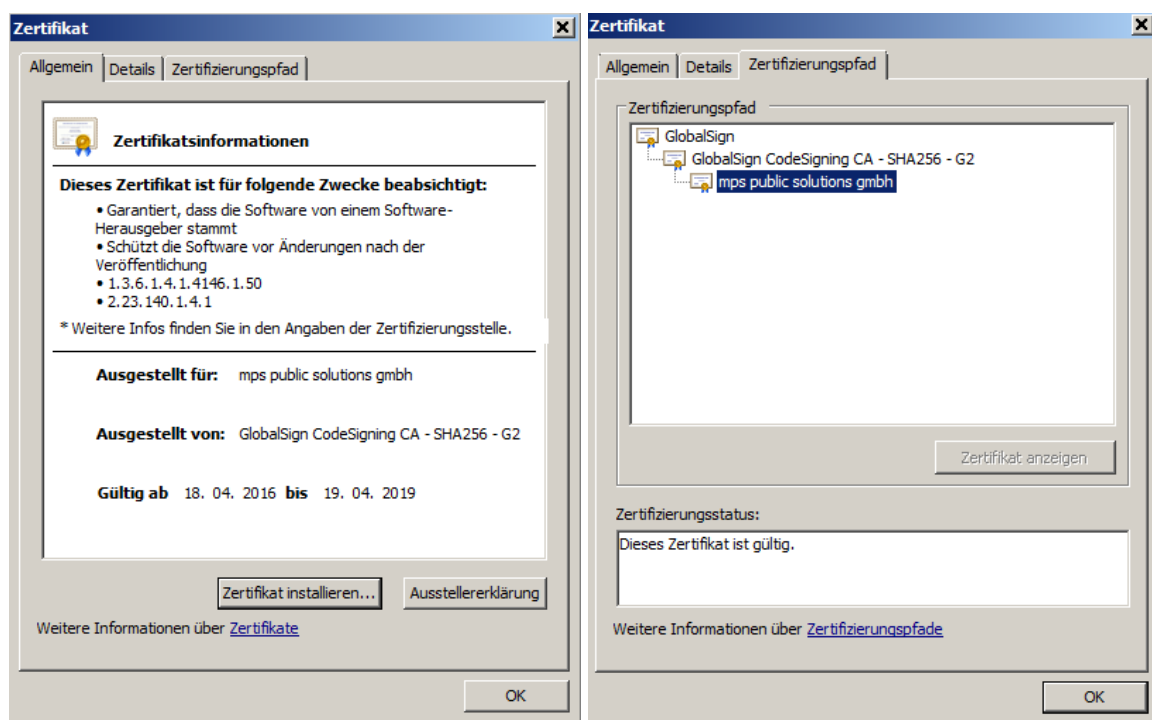 Zertifikat
Allgemein Details Zertifizierungspfad
Zertifikatsinformationen
Dieses Zertifikat ist für folgende Zwecke beabsichtigt:
• Garantiert, dass die Software von einem Software-
Herausgeber stammt
• Schützt die Software vor Änderungen nach der
Veröffentlichung
• 1.3.6.1.4.1.4146.1.50
• 2.23.140.1.4.1
* Weitere Infos finden Sie in den Angaben der Zertifizierungsstelle.
Ausgestellt für: mps public solutions gmbh
Ausgestellt von: GlobalSign CodeSigning CA - SHA256 - G2
Gültig ab 18. 04. 2016 bis 19. 04. 2019
Zertifikat installieren... Ausstellererklärung
Weitere Informationen über Zertifikate
OK
Zertifikat
Allgemein Details Zertifizierungspfad
Zertifizierungspfad
GlobalSign
GlobalSign CodeSigning CA - SHA256 - G2
mps public solutions gmbh
Zertifikat anzeigen
Zertifizierungsstatus:
Dieses Zertifikat ist gültig.
Weitere Informationen über Zertifizierungspfade
OK